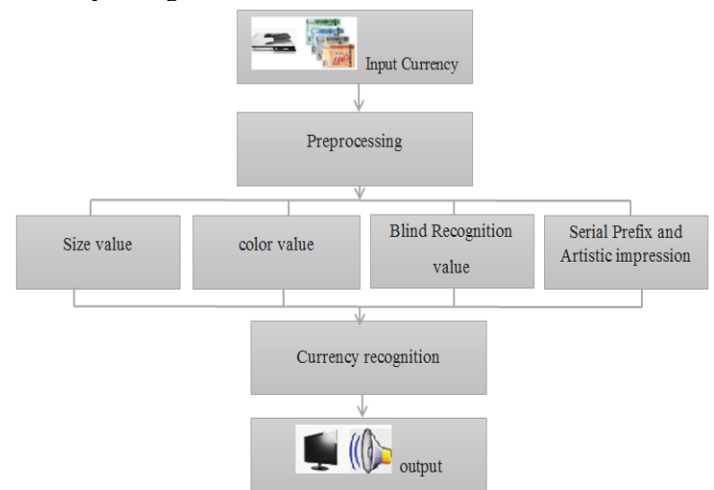 Input Currency
Preprocessing
Size value
color value
Blind Recognition
value
Serial Prefix and
Artistic impression
Currency recognition
output